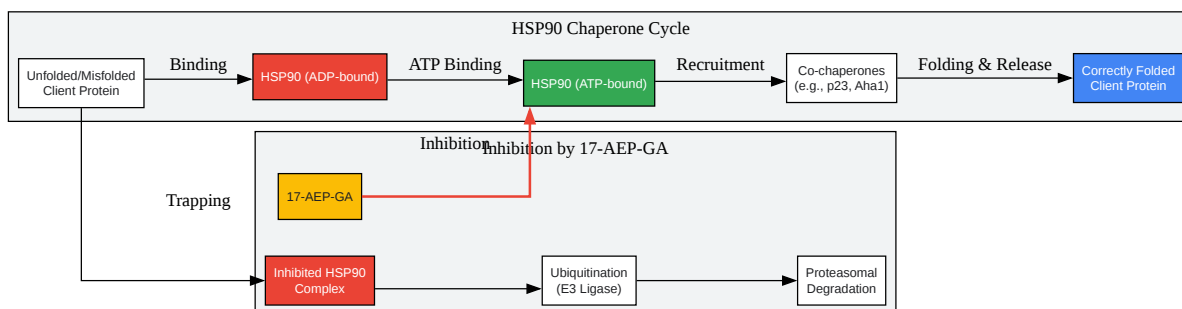 HSP90 Chaperone Cycle
Unfolded/Misfolded
Client Protein
Binding
HSP90 (ADP-bound)
ATP Binding
HSP90 (ATP-bound)
Recruitment
Co-chaperones
(e.g., p23, Aha1)
Folding & Release
Correctly Folded
Client Protein
Inhibition
Inhibition by 17-AEP-GA
17-AEP-GA
Trapping
Inhibited HSP90
Complex
Ubiquitination
(E3 Ligase)
Proteasomal
Degradation